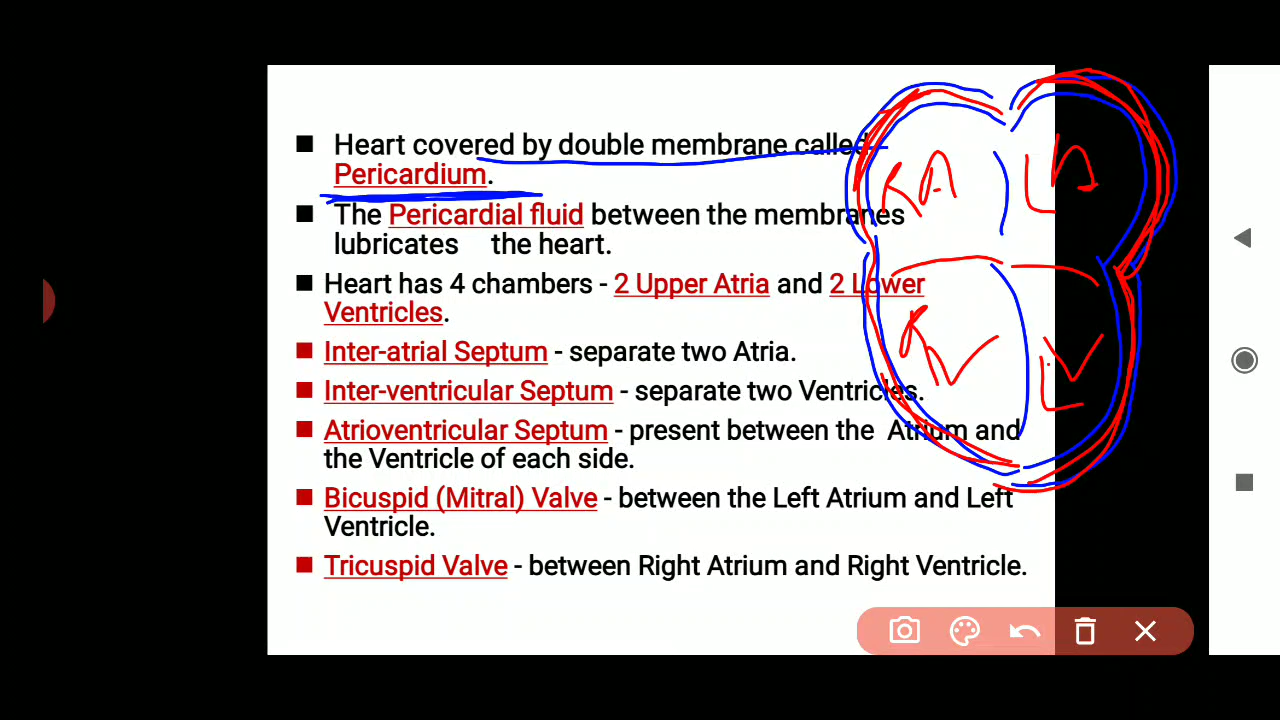 Heart covered by double membrane called
Pericardium.
The Pericardial fluid between the membranes
lubricates the heart.
Heart has 4 chambers - 2 Upper Atria and 2 Lower
Ventricles.
Inter-atrial Septum - separate two Atria.
Inter-ventricular Septum - separate two Ventricles.
Atrioventricular Septum - present between the Atrium and
the Ventricle of each side.
Bicuspid (Mitral) Valve - between the Left Atrium and Left
Ventricle.
Tricuspid Valve - between Right Atrium and Right Ventricle.
RA
LA
RV
LV